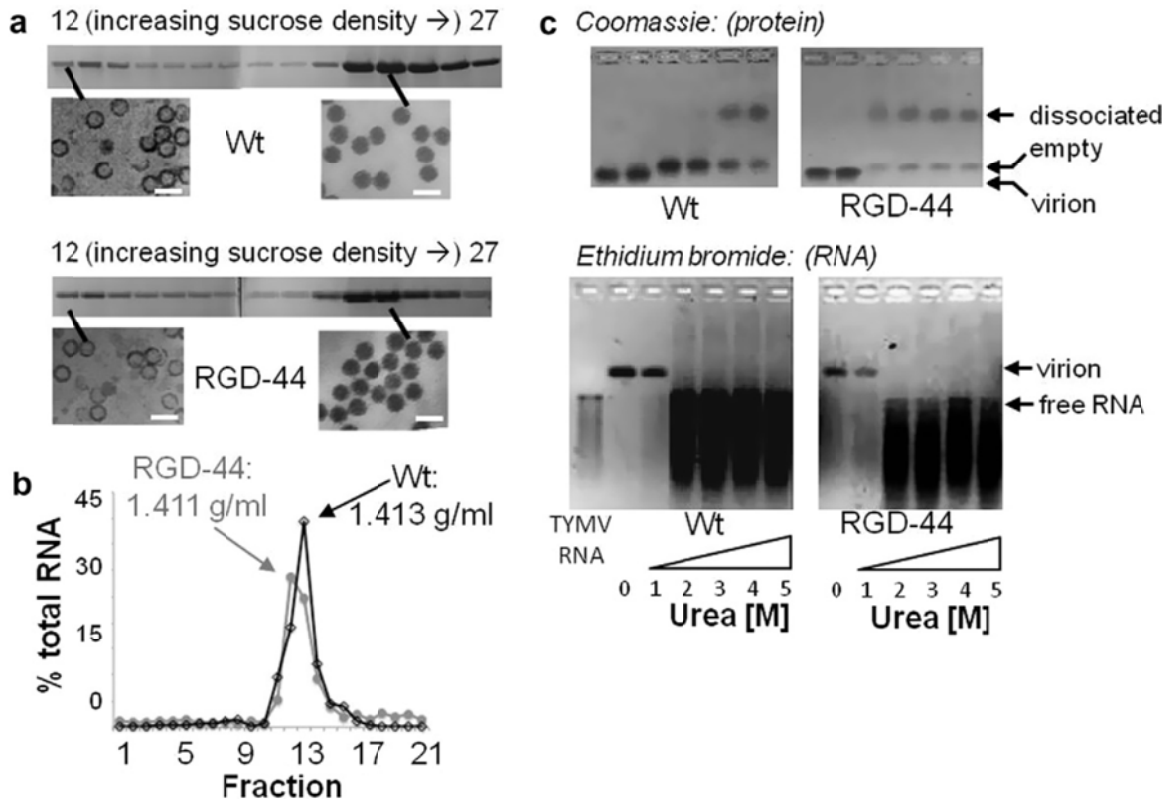 a
12 (increasing sucrose density →) 27
Wt
12 (increasing sucrose density →) 27
RGD-44
b
RGD-44:
1.411 g/ml
Wt:
1.413 g/ml
45
30
15
0
% total RNA
1 5 9 13 17 21
Fraction
c
Coomassie: (protein)
dissociated
empty
virion
Wt
RGD-44
Ethidium bromide: (RNA)
virion
free RNA
TYMV
RNA
Wt
RGD-44
0 1 2 3 4 5
Urea [M]
0 1 2 3 4 5
Urea [M]